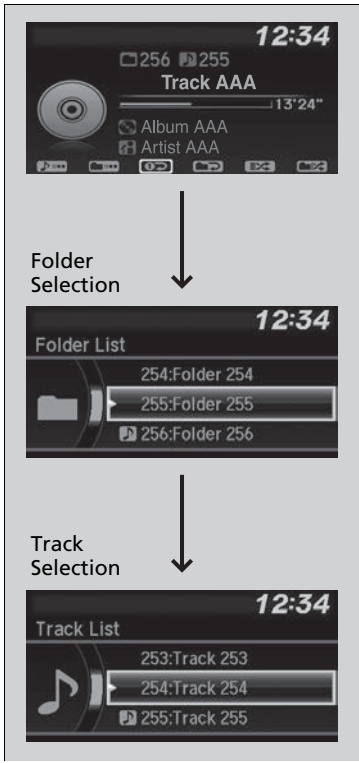 12:34
256 255
Track AAA
13'24"
Album AAA
Artist AAA
Folder
Selection
12:34
Folder List
254:Folder 254
255:Folder 255
256:Folder 256
Track
Selection
12:34
Track List
253:Track 253
254:Track 254
255:Track 255